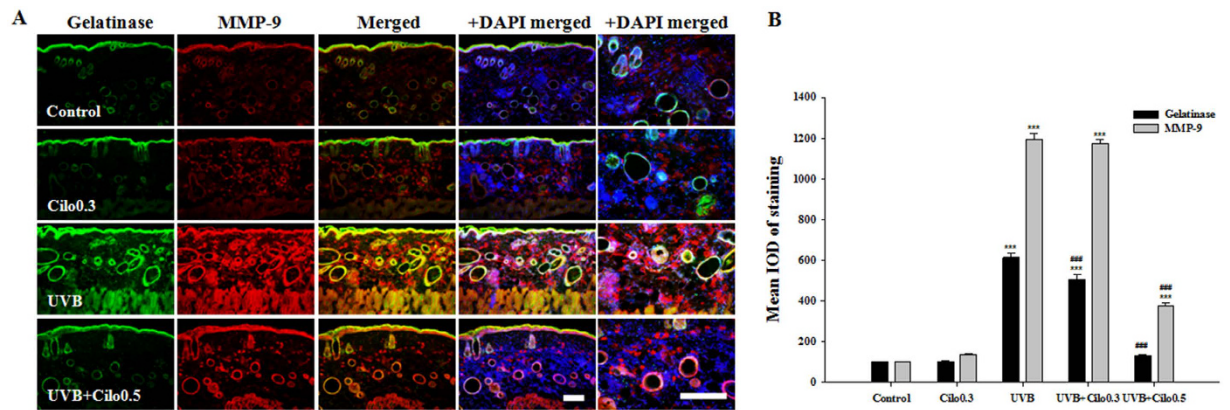 A
Gelatinase MMP-9 Merged +DAPI merged +DAPI merged
Control
Cilo0.3
UVB
UVB+Cilo0.5
B
Mean IOD of staining
1400
1200
1000
800
600
400
200
0
Gelatinase
MMP-9
***
***
***
###
***
###
***
###
Control Cilo0.3 UVB UVB+Cilo0.3 UVB+Cilo0.5